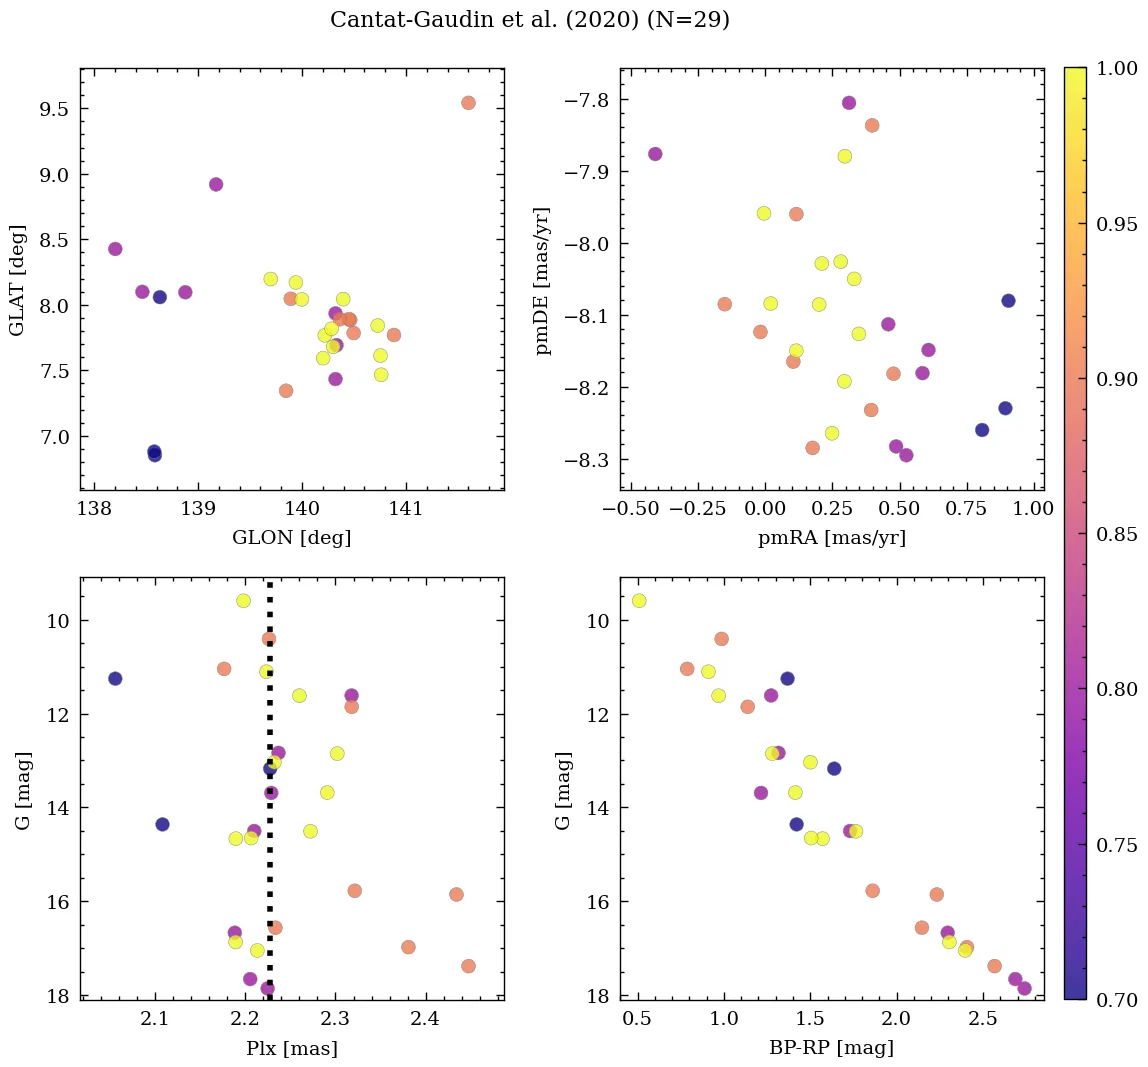 Cantat-Gaudin et al. (2020) (N=29)
GLAT [deg]
9.5
9.0
8.5
8.0
7.5
7.0
138 139 140 141
GLON [deg]
pmDE [mas/yr]
−7.8
−7.9
−8.0
−8.1
−8.2
−8.3
−0.50 −0.25 0.00 0.25 0.50 0.75 1.00
pmRA [mas/yr]
G [mag]
10
12
14
16
18
2.1 2.2 2.3 2.4
Plx [mas]
G [mag]
10
12
14
16
18
0.5 1.0 1.5 2.0 2.5
BP-RP [mag]
1.00
0.95
0.90
0.85
0.80
0.75
0.70